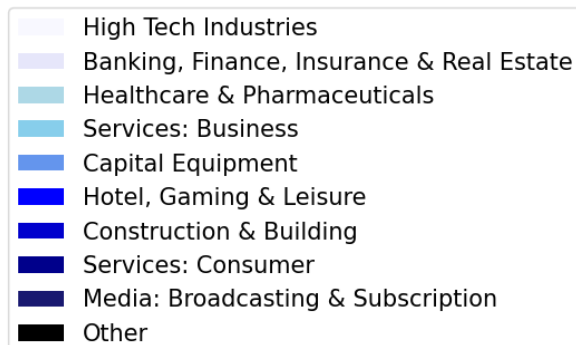 High Tech Industries
Banking, Finance, Insurance & Real Estate
Healthcare & Pharmaceuticals
Services: Business
Capital Equipment
Hotel, Gaming & Leisure
Construction & Building
Services: Consumer
Media: Broadcasting & Subscription
Other